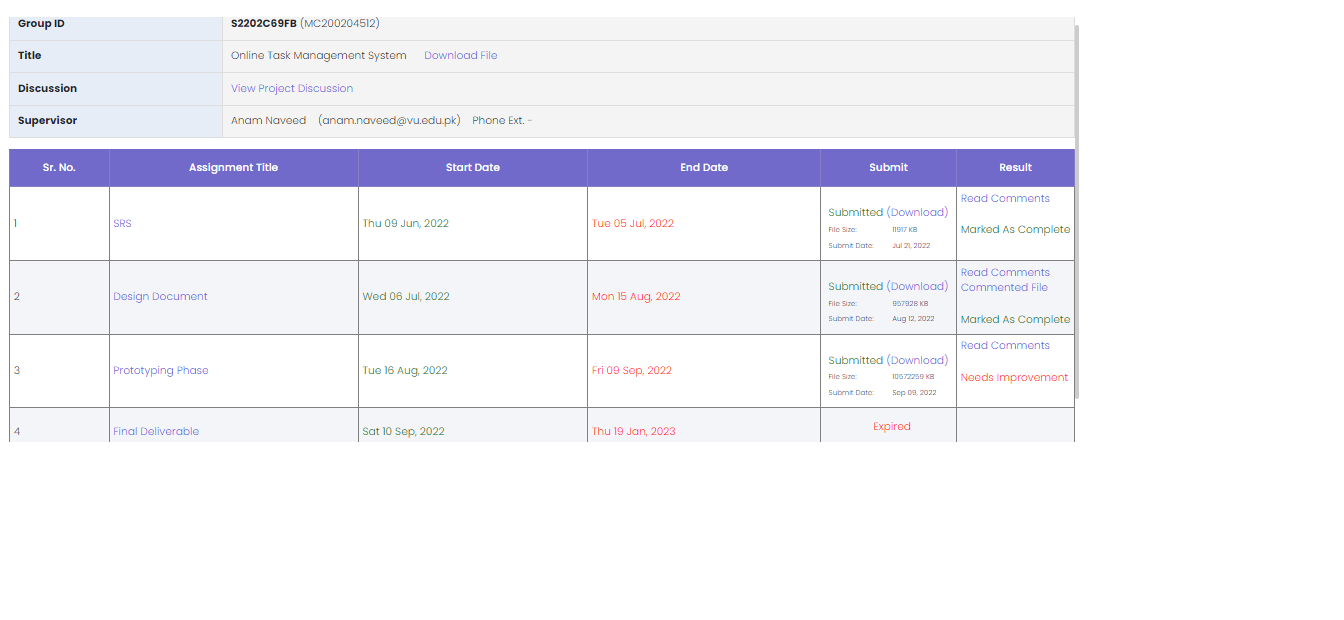 Group ID S2202C69FB (MC200204512)
Title Online Task Management System Download File
Discussion View Project Discussion
Supervisor Anam Naveed (anam.naveed@vu.edu.pk) Phone Ext. -
Sr. No. Assignment Title Start Date End Date Submit Result
1 SRS Thu 09 Jun, 2022 Tue 05 Jul, 2022 Submitted (Download) Read Comments
File Size: 11917 KB Marked As Complete
Submit Date: Jul 21, 2022
2 Design Document Wed 06 Jul, 2022 Mon 15 Aug, 2022 Submitted (Download) Read Comments
Commented File
File Size: 957928 KB
Submit Date: Aug 12, 2022 Marked As Complete
3 Prototyping Phase Tue 16 Aug, 2022 Fri 09 Sep, 2022 Submitted (Download) Read Comments
File Size: 10572259 KB Needs Improvement
Submit Date: Sep 09, 2022
4 Final Deliverable Sat 10 Sep, 2022 Thu 19 Jan, 2023 Expired